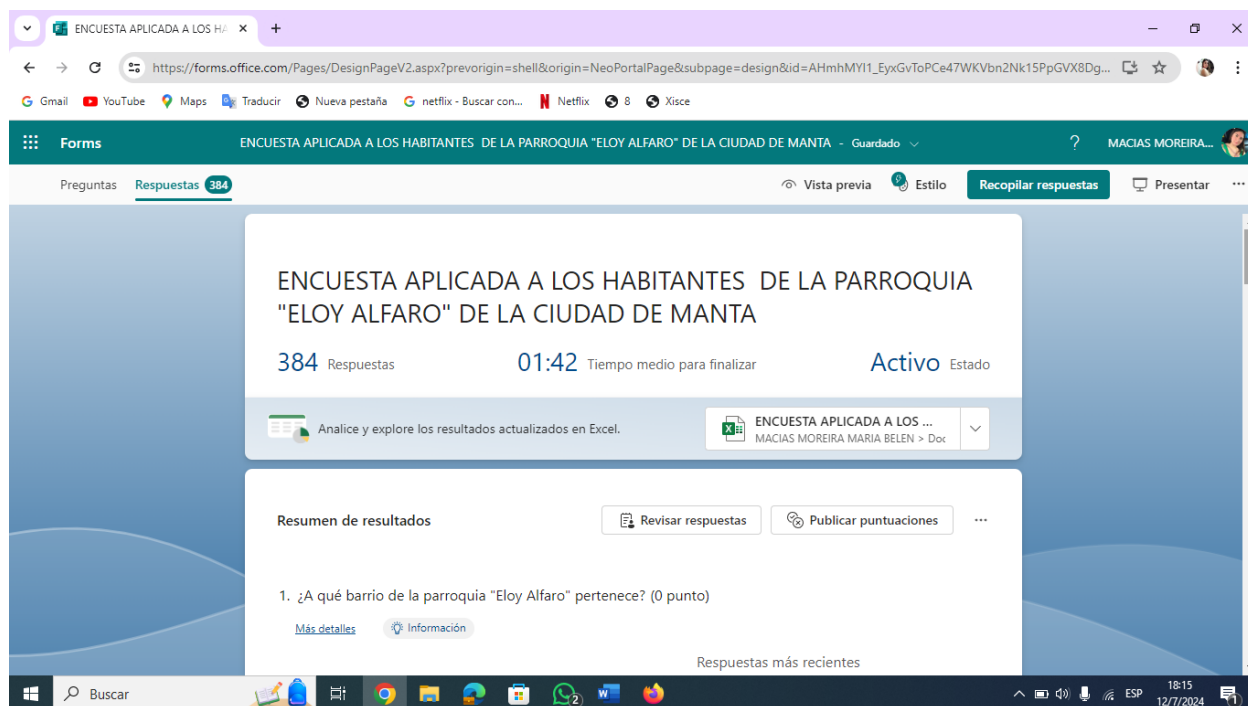 ENCUESTA APLICADA A LOS HA
https://forms.office.com/Pages/DesignPageV2.aspx?prevorigin=shell&origin=NeoPortalPage&subpage=design&id=AHmhMYI1_EyxGvToPCe47WKVbn2Nk15PpGVX8Dg...
Gmail YouTube Maps Traducir Nueva pestaña netflix - Buscar con... Netflix 8 Xisce
Forms ENCUESTA APLICADA A LOS HABITANTES DE LA PARROQUIA "ELOY ALFARO" DE LA CIUDAD DE MANTA - Guardado ? MACIAS MOREIRA...
Preguntas Respuestas 384 Vista previa Estilo Recopilar respuestas Presentar ...
ENCUESTA APLICADA A LOS HABITANTES DE LA PARROQUIA
"ELOY ALFARO" DE LA CIUDAD DE MANTA
384 Respuestas 01:42 Tiempo medio para finalizar Activo Estado
Analice y explore los resultados actualizados en Excel.
ENCUESTA APLICADA A LOS ...
MACIAS MOREIRA MARIA BELEN > Doc
Resumen de resultados Revisar respuestas Publicar puntuaciones ...
1. ¿A qué barrio de la parroquia "Eloy Alfaro" pertenece? (0 punto)
Más detalles Información
Respuestas más recientes
Buscar 2 ESP 18:15
12/7/2024 1